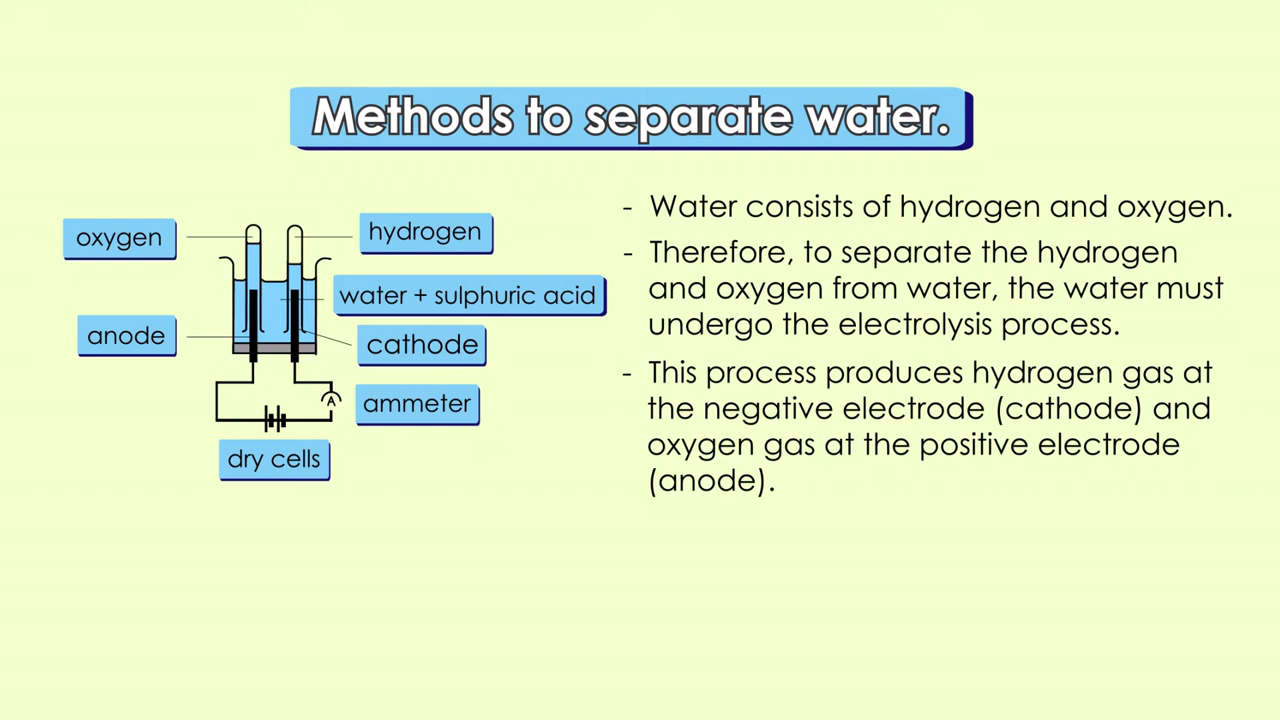 Methods to separate water.
oxygen
hydrogen
water + sulphuric acid
anode
cathode
A
ammeter
dry cells
- Water consists of hydrogen and oxygen.
- Therefore, to separate the hydrogen
and oxygen from water, the water must
undergo the electrolysis process.
- This process produces hydrogen gas at
the negative electrode (cathode) and
oxygen gas at the positive electrode
(anode).